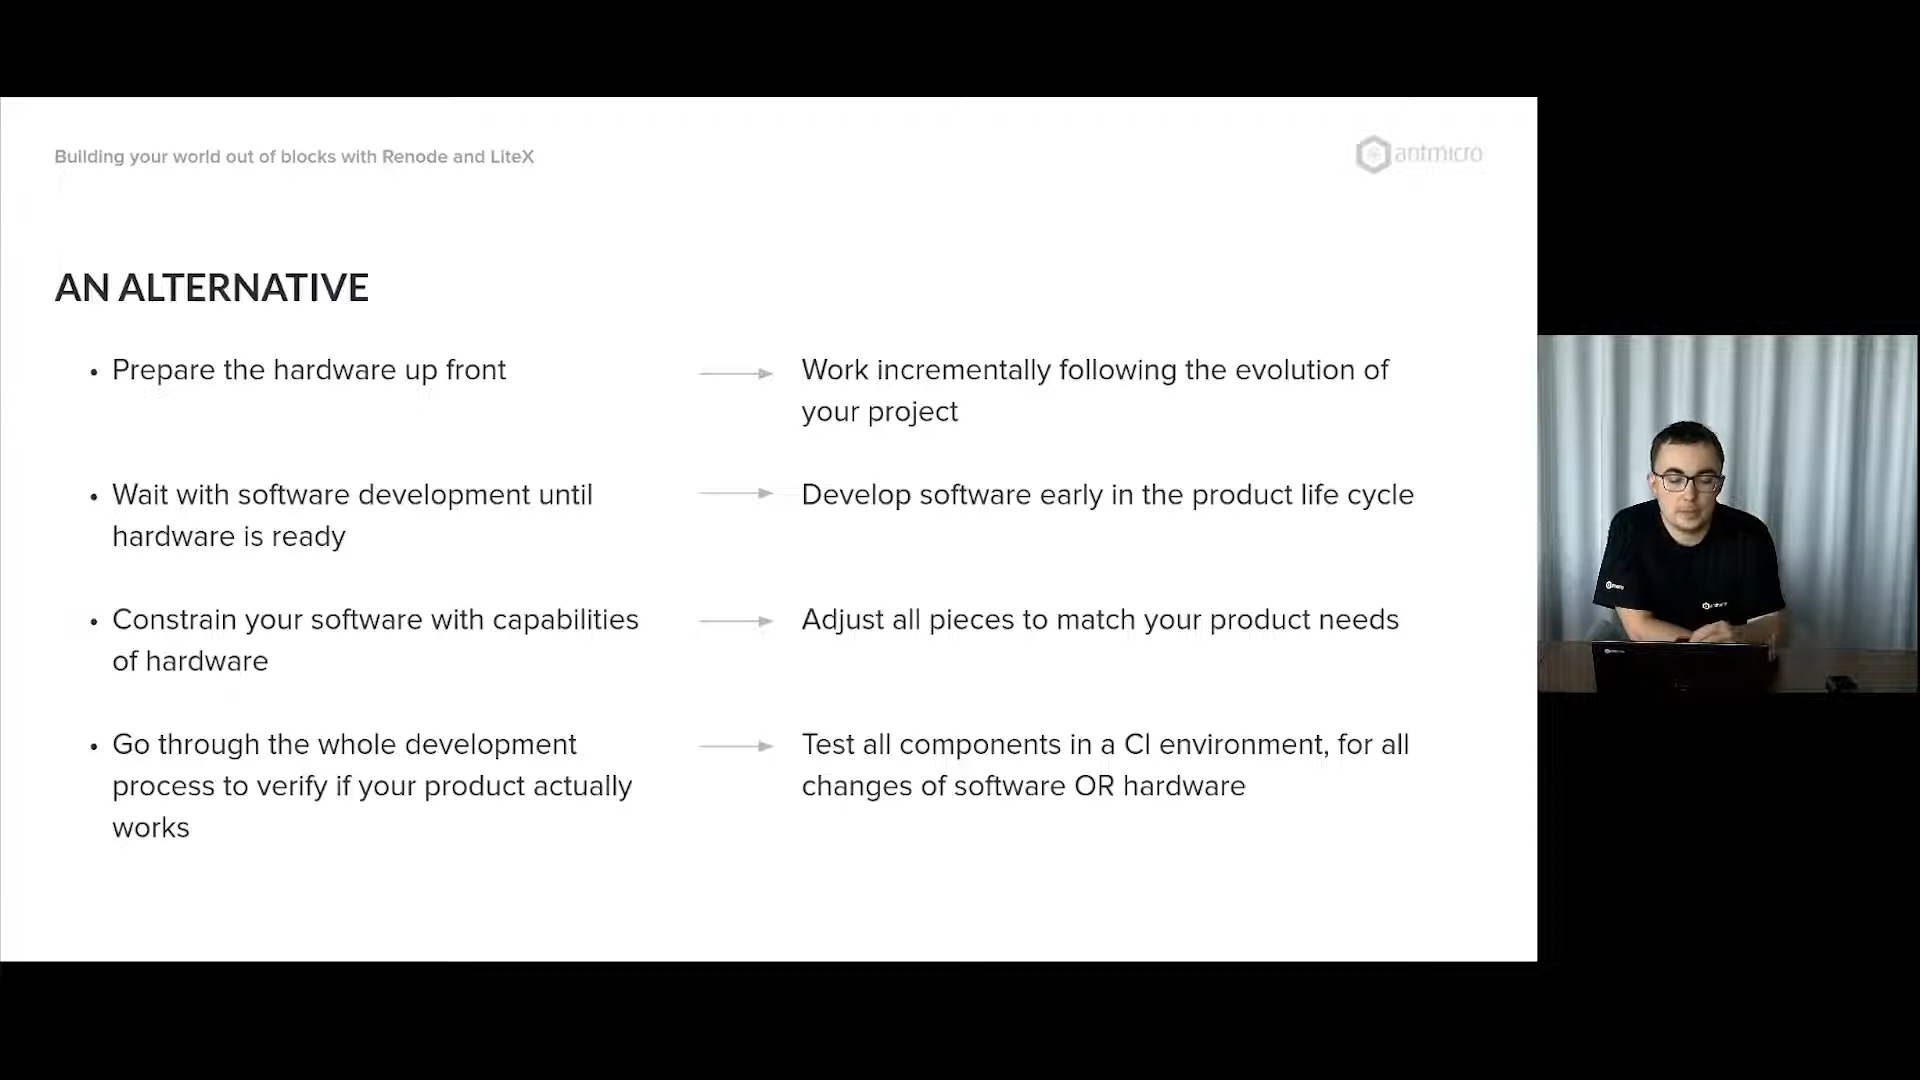 Building your world out of blocks with Renode and LiteX
antmicro
AN ALTERNATIVE
• Prepare the hardware up front
Work incrementally following the evolution of
your project
• Wait with software development until
hardware is ready
Develop software early in the product life cycle
• Constrain your software with capabilities
of hardware
Adjust all pieces to match your product needs
• Go through the whole development
process to verify if your product actually
works
Test all components in a CI environment, for all
changes of software OR hardware